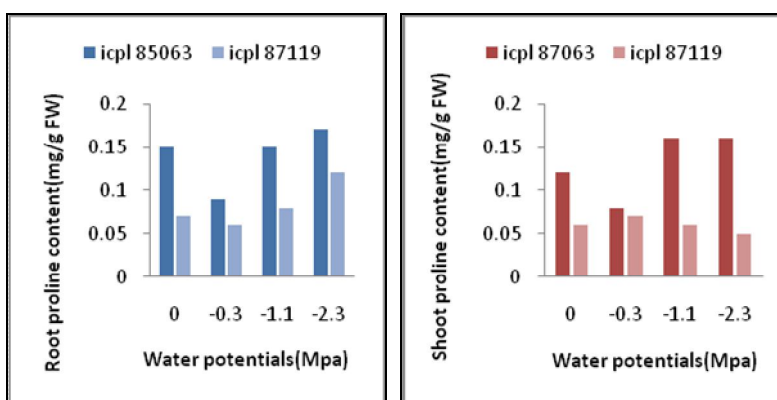 icpl 85063 icpl 87119
Root proline content(mg/g FW)
0.2
0.15
0.1
0.05
0
0 -0.3 -1.1 -2.3
Water potentials(Mpa)
icpl 87063 icpl 87119
Shoot proline content(mg/g FW)
0.2
0.15
0.1
0.05
0
0 -0.3 -1.1 -2.3
Water potentials(Mpa)